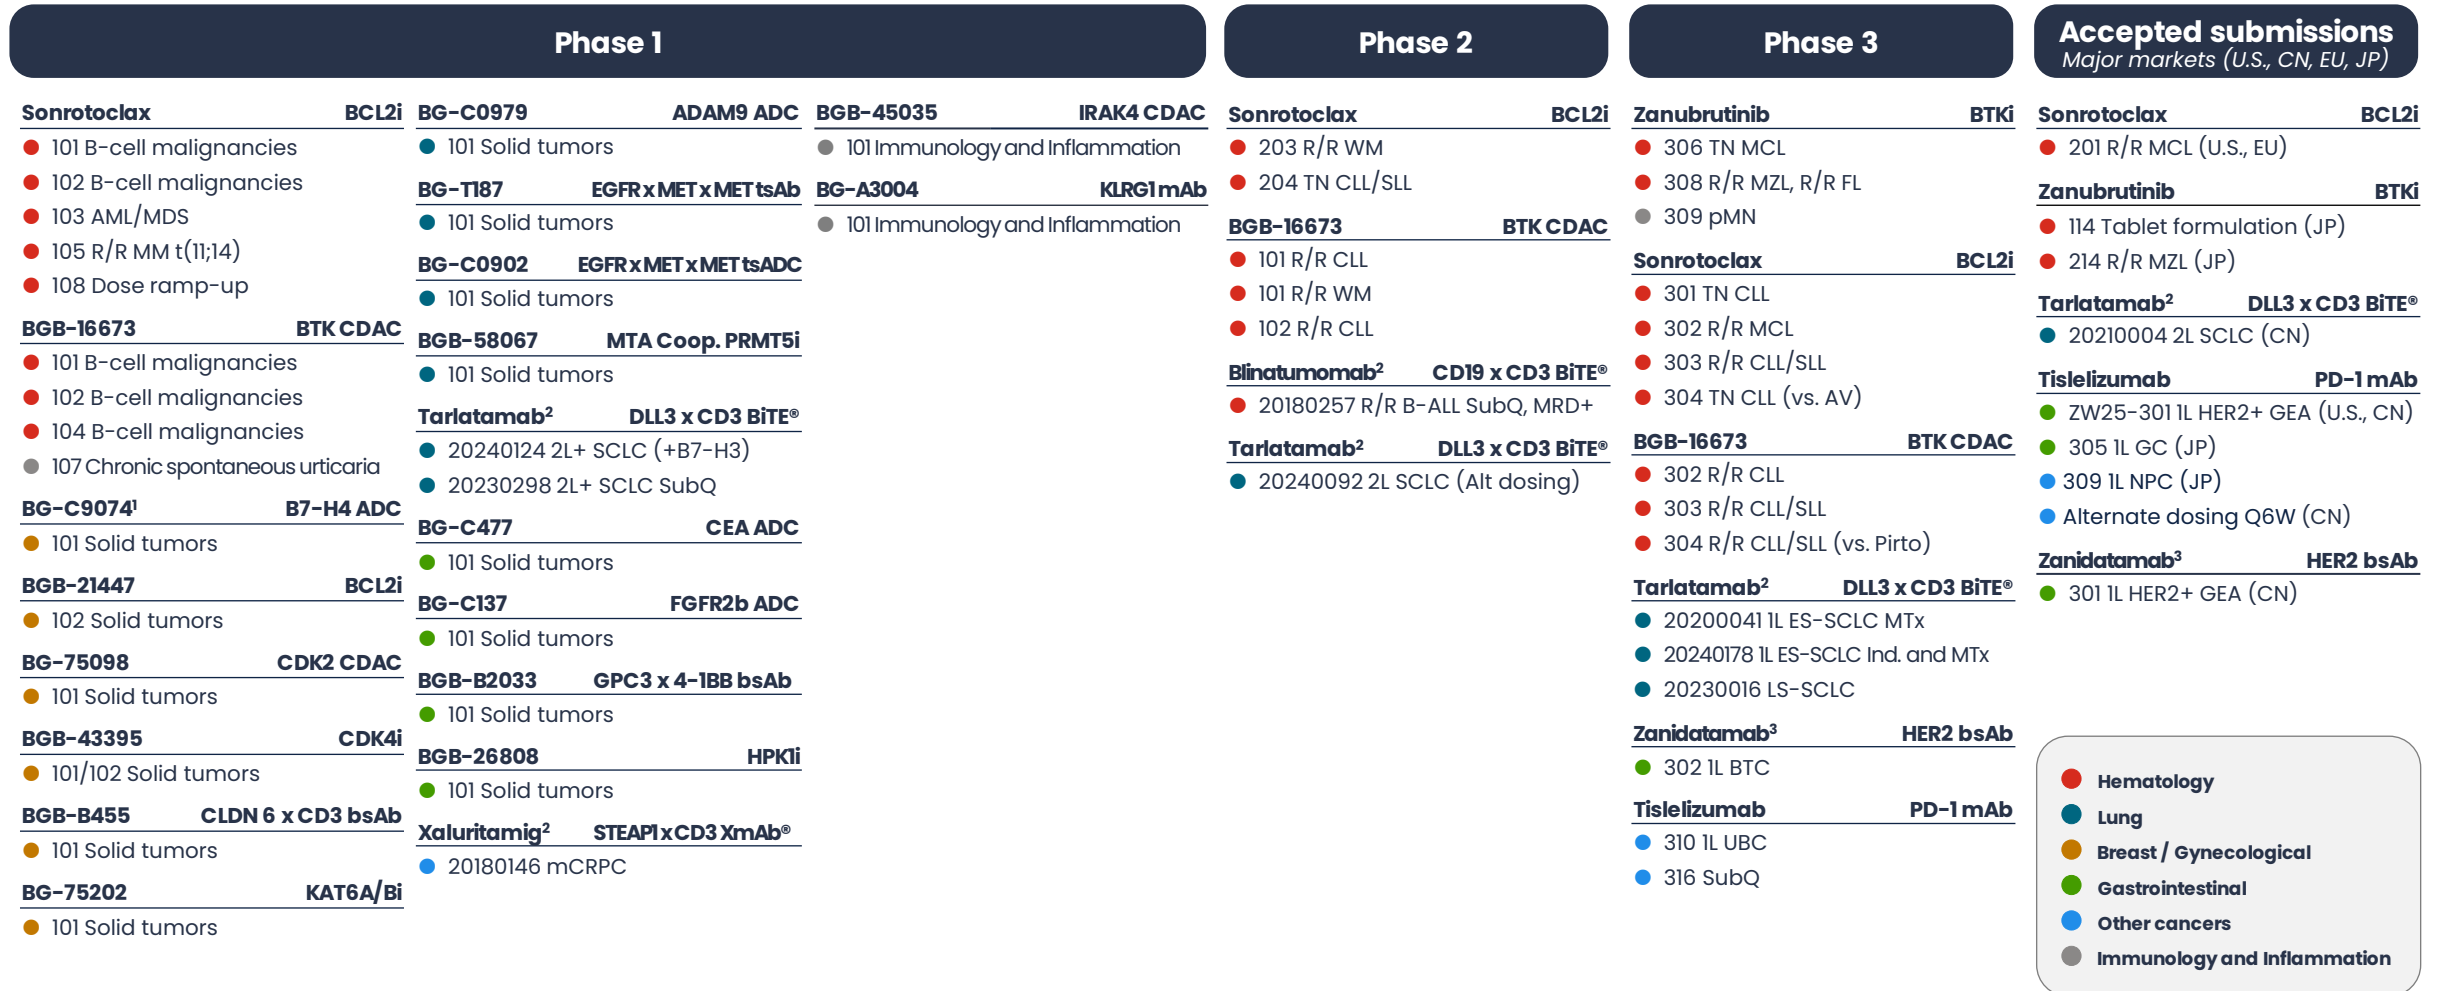 Phase 1
Sonrotoclax BCL2i
101 B-cell malignancies
102 B-cell malignancies
103 AML/MDS
105 R/R MM t(11;14)
108 Dose ramp-up
BGB-16673 BTK CDAC
101 B-cell malignancies
102 B-cell malignancies
104 B-cell malignancies
107 Chronic spontaneous urticaria
BG-C9074¹ B7-H4 ADC
101 Solid tumors
BGB-21447 BCL2i
102 Solid tumors
BG-75098 CDK2 CDAC
101 Solid tumors
BGB-43395 CDK4i
101/102 Solid tumors
BGB-B455 CLDN 6 x CD3 bsAb
101 Solid tumors
BG-75202 KAT6A/Bi
101 Solid tumors
BG-C0979 ADAM9 ADC
101 Solid tumors
BG-T187 EGFR x MET x MET tsAb
101 Solid tumors
BG-C0902 EGFR x MET x MET tsADC
101 Solid tumors
BGB-58067 MTA Coop. PRMT5i
101 Solid tumors
Tarlatamab² DLL3 x CD3 BiTE®
20240124 2L+ SCLC (+B7-H3)
20230298 2L+ SCLC SubQ
BG-C477 CEA ADC
101 Solid tumors
BG-C137 FGFR2b ADC
101 Solid tumors
BGB-B2033 GPC3 x 4-1BB bsAb
101 Solid tumors
BGB-26808 HPK1i
101 Solid tumors
Xaluritamig² STEAP1 x CD3 XmAb®
20180146 mCRPC
BGB-45035 IRAK4 CDAC
101 Immunology and Inflammation
BG-A3004 KLRG1 mAb
101 Immunology and Inflammation
Phase 2
Sonrotoclax BCL2i
203 R/R WM
204 TN CLL/SLL
BGB-16673 BTK CDAC
101 R/R CLL
101 R/R WM
102 R/R CLL
Blinatumomab² CD19 x CD3 BiTE®
20180257 R/R B-ALL SubQ, MRD+
Tarlatamab² DLL3 x CD3 BiTE®
20240092 2L SCLC (Alt dosing)
Phase 3
Zanubrutinib BTKi
306 TN MCL
308 R/R MZL, R/R FL
309 pMN
Sonrotoclax BCL2i
301 TN CLL
302 R/R MCL
303 R/R CLL/SLL
304 TN CLL (vs. AV)
BGB-16673 BTK CDAC
302 R/R CLL
303 R/R CLL/SLL
304 R/R CLL/SLL (vs. Pirto)
Tarlatamab² DLL3 x CD3 BiTE®
20200041 1L ES-SCLC MTx
20240178 1L ES-SCLC Ind. and MTx
20230016 LS-SCLC
Zanidatamab³ HER2 bsAb
302 1L BTC
Tislelizumab PD-1 mAb
310 1L UBC
316 SubQ
Accepted submissions
Major markets (U.S., CN, EU, JP)
Sonrotoclax BCL2i
201 R/R MCL (U.S., EU)
Zanubrutinib BTKi
114 Tablet formulation (JP)
214 R/R MZL (JP)
Tarlatamab² DLL3 x CD3 BiTE®
20210004 2L SCLC (CN)
Tislelizumab PD-1 mAb
ZW25-301 1L HER2+ GEA (U.S., CN)
305 1L GC (JP)
309 1L NPC (JP)
Alternate dosing Q6W (CN)
Zanidatamab³ HER2 bsAb
301 1L HER2+ GEA (CN)
Hematology
Lung
Breast / Gynecological
Gastrointestinal
Other cancers
Immunology and Inflammation